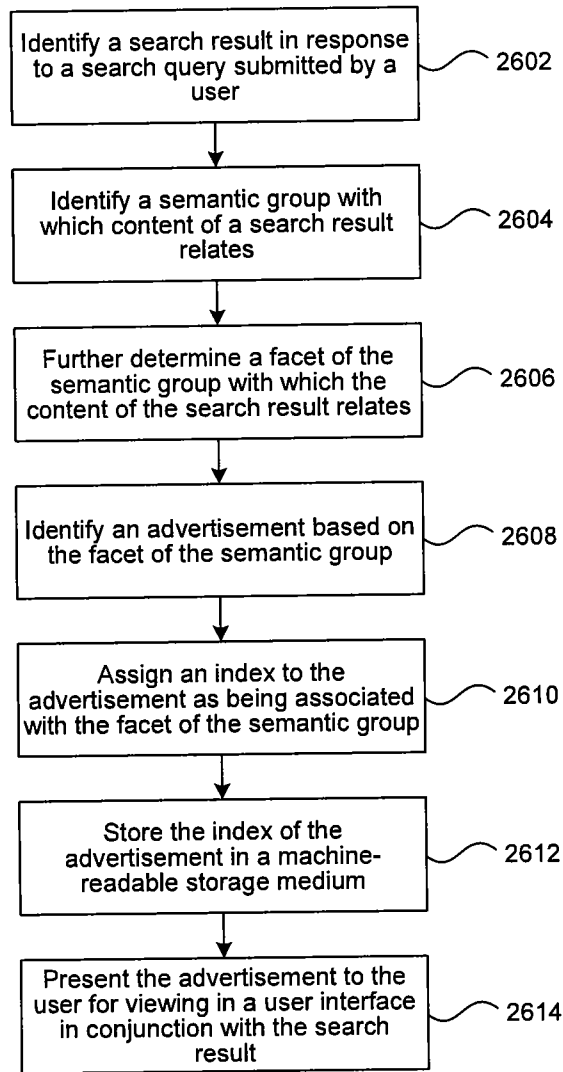 Identify a search result in response
to a search query submitted by a
user
2602
Identify a semantic group with
which content of a search result
relates
2604
Further determine a facet of the
semantic group with which the
content of the search result relates
2606
Identify an advertisement based on
the facet of the semantic group
2608
Assign an index to the
advertisement as being associated
with the facet of the semantic group
2610
Store the index of the
advertisement in a machine-
readable storage medium
2612
Present the advertisement to the
user for viewing in a user interface
in conjunction with the search
result
2614